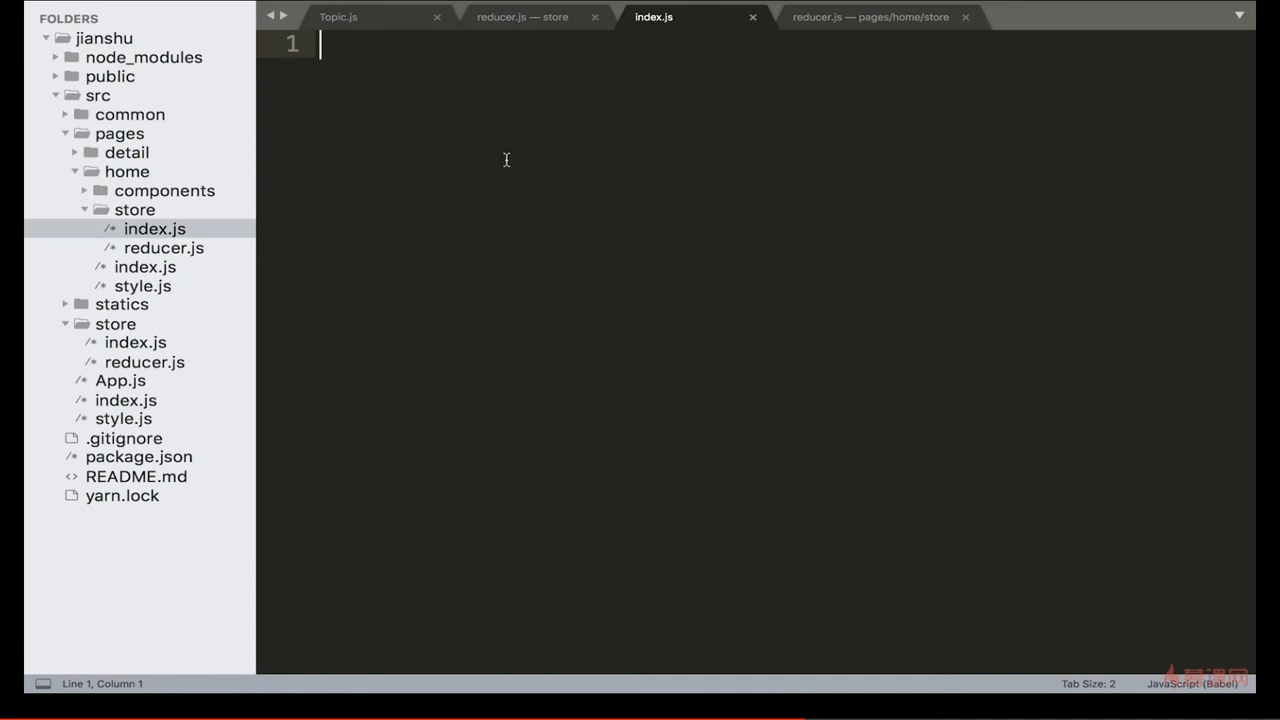 FOLDERS
jianshu
node_modules
public
src
common
pages
detail
home
components
store
/* index.js
/* reducer.js
/* index.js
/* style.js
statics
store
/* index.js
/* reducer.js
/* App.js
/* index.js
/* style.js
.gitignore
/* package.json
<> README.md
yarn.lock
Topic.js
reducer.js — store
index.js
reducer.js — pages/home/store
1
Line 1, Column 1
Tab Size: 2
JavaScript (Babel)
慕课网